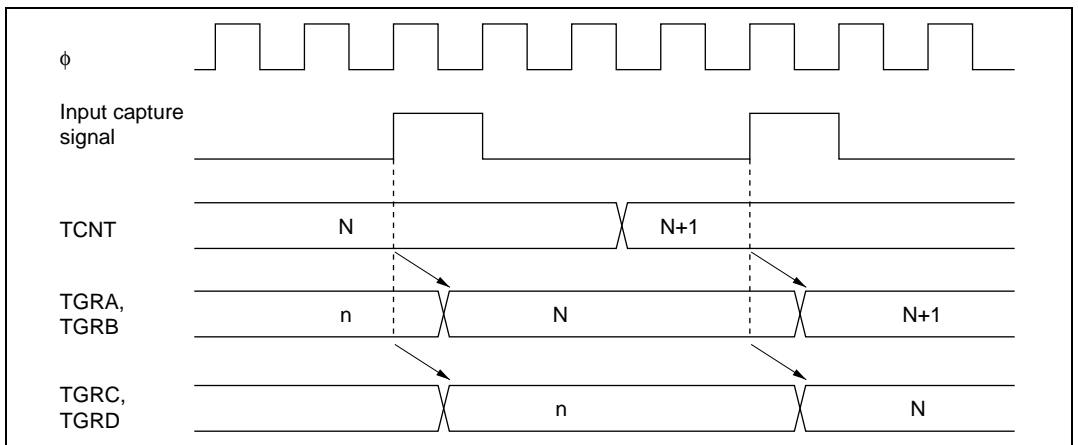 ϕ
Input capture
signal
TCNT N N+1
TGRA,
TGRB n N N+1
TGRC,
TGRD n N